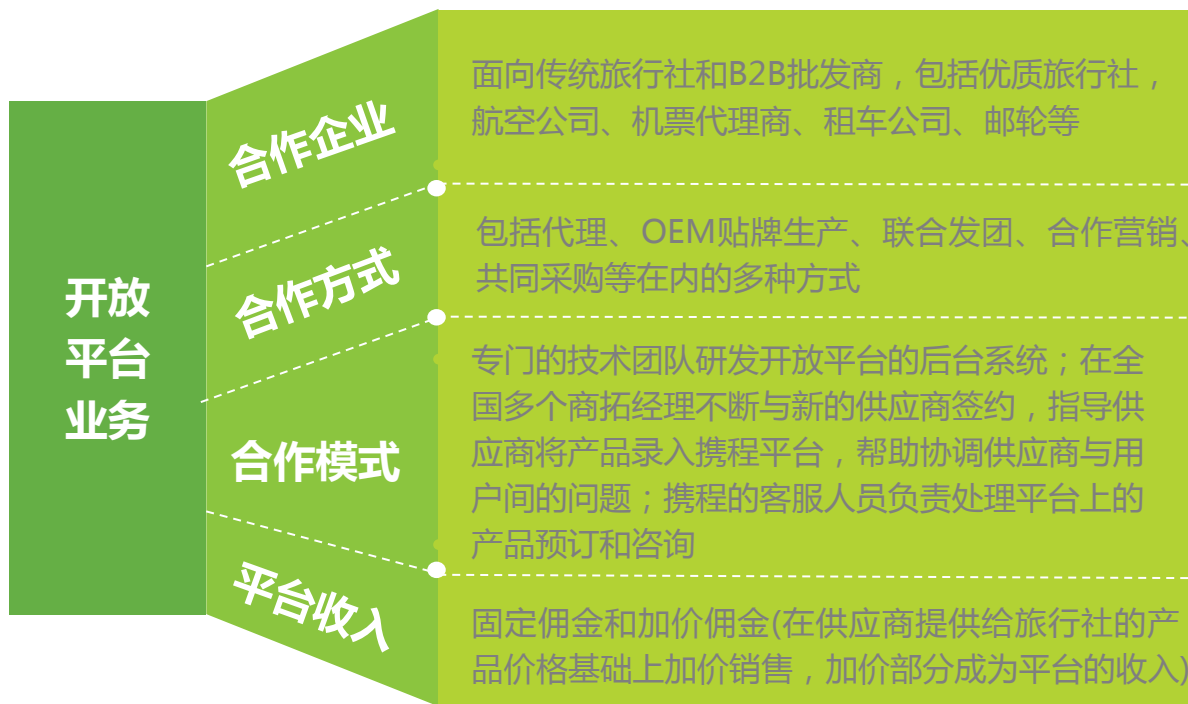 开放
平台
业务
合作企业
面向传统旅行社和B2B批发商，包括优质旅行社，
航空公司、机票代理商、租车公司、邮轮等
合作方式
包括代理、OEM贴牌生产、联合发团、合作营销、
共同采购等在内的多种方式
合作模式
专门的技术团队研发开放平台的后台系统；在全
国多个商拓经理不断与新的供应商签约，指导供
应商将产品录入携程平台，帮助协调供应商与用
户间的问题；携程的客服人员负责处理平台上的
产品预订和咨询
平台收入
固定佣金和加价佣金(在供应商提供给旅行社的产
品价格基础上加价销售，加价部分成为平台的收入)